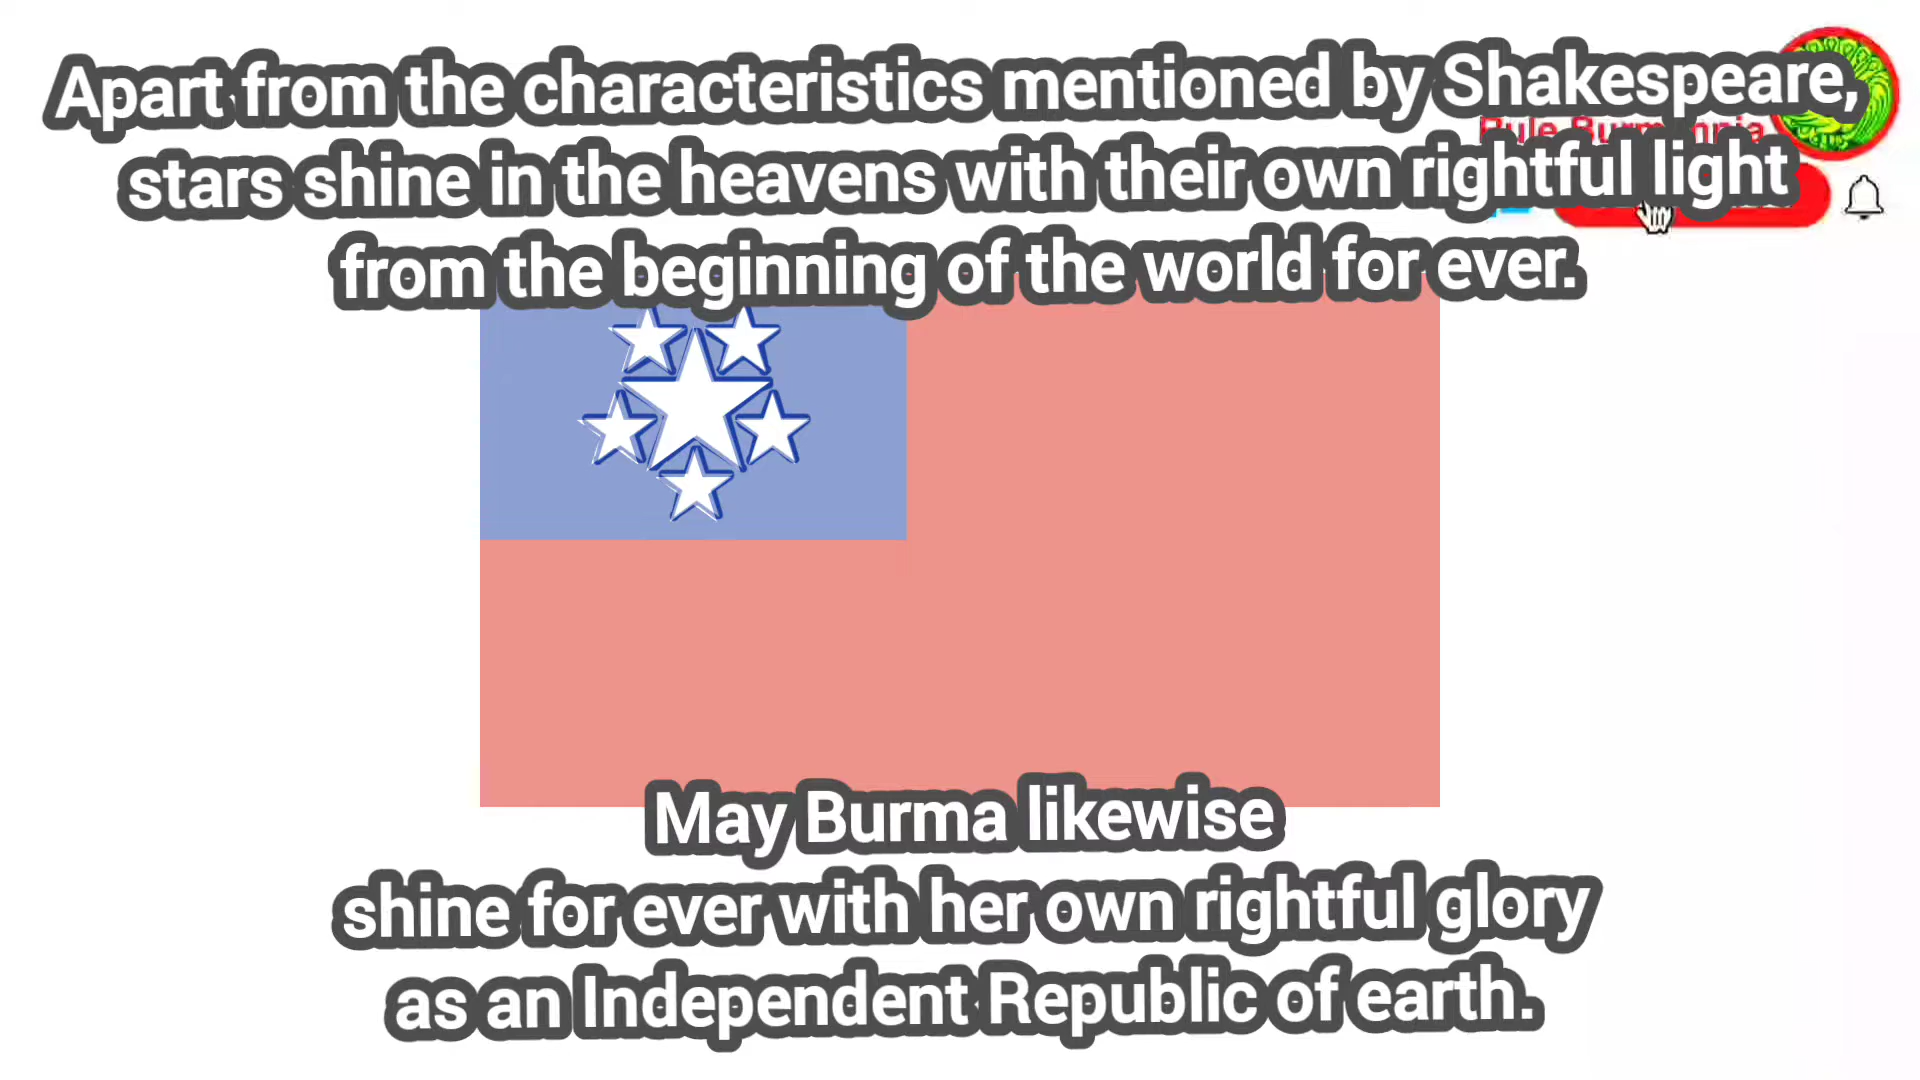 Apart from the characteristics mentioned by Shakespeare,
stars shine in the heavens with their own rightful light
from the beginning of the world for ever.
May Burma likewise
shine for ever with her own rightful glory
as an Independent Republic of earth.